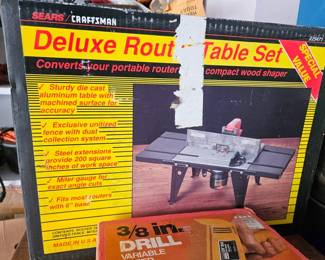 SEARS / CRAFTSMAN
Deluxe Rout Table Set
Converts your portable router compact wood shaper
SPECIAL
VALUE!
✓ Sturdy die cast
aluminum table with
machined surface for
accuracy
✓ Exclusive unitized
fence with dual
collection system
✓ Steel extensions
provide 200 square
inches of work space
✓ Miter gauge for
exact angle cuts
✓ Fits most routers
with 6" base
MADE IN U.S.A.
3/8 in.
DRILL
VARIABLE